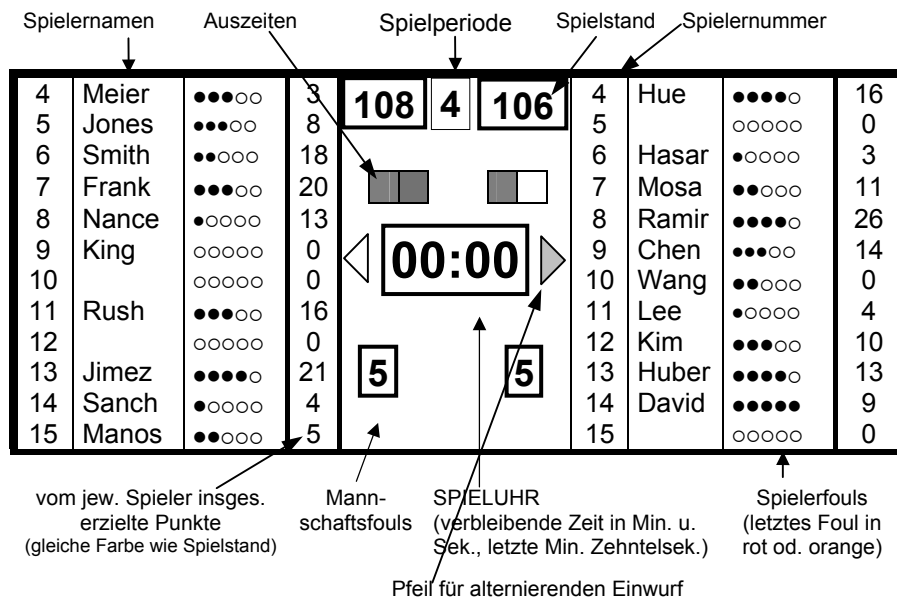 Spielernamen Auszeiten Spielperiode Spielstand Spielernummer
4 Meier ●●●○○ 3 108 4 106 4 Hue ●●●●○ 16
5 Jones ●●●○○ 8 5 ○○○○○ 0
6 Smith ●●○○○ 18 6 Hasar ●○○○○ 3
7 Frank ●●●○○ 20 7 Mosa ●●○○○ 11
8 Nance ●○○○○ 13 8 Ramir ●●●●○ 26
9 King ○○○○○ 0 00:00 9 Chen ●●●○○ 14
10 ○○○○○ 0 10 Wang ●●○○○ 0
11 Rush ●●●○○ 16 11 Lee ●○○○○ 4
12 ○○○○○ 0 12 Kim ●●●○○ 10
13 Jimez ●●●●○ 21 5 5 13 Huber ●●●●○ 13
14 Sanch ●○○○○ 4 14 David ●●●●● 9
15 Manos ●●○○○ 5 15 ○○○○○ 0
vom jew. Spieler insges.
erzielte Punkte
(gleiche Farbe wie Spielstand)
Mann-
schaftsfouls
SPIELUHR
(verbleibende Zeit in Min. u.
Sek., letzte Min. Zehntelsek.)
Spielerfouls
(letztes Foul in
rot od. orange)
Pfeil für alternierenden Einwurf